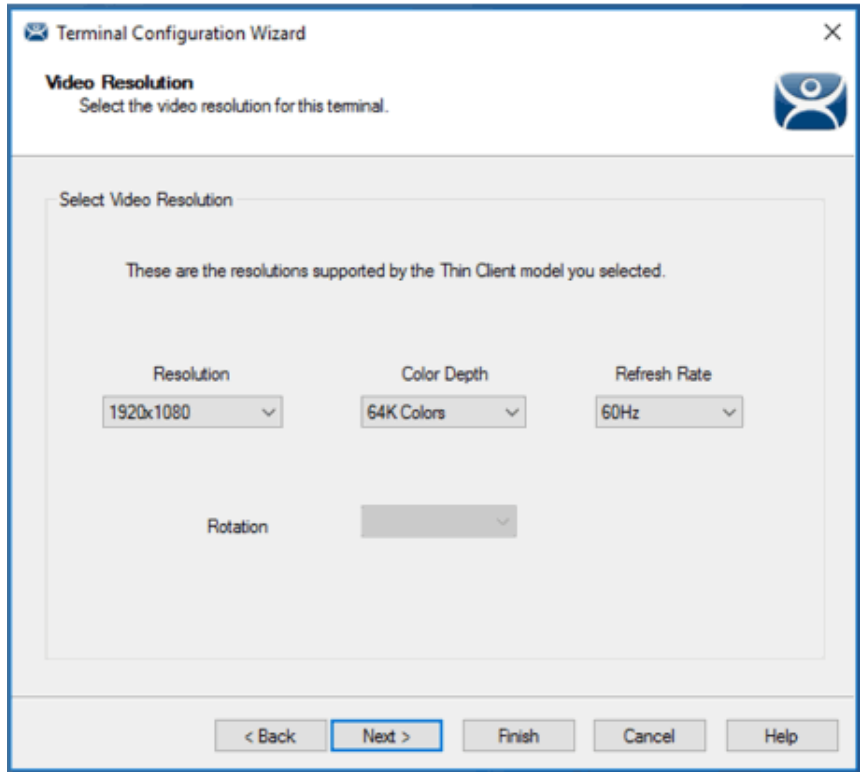 Terminal Configuration Wizard
Video Resolution
Select the video resolution for this terminal.
Select Video Resolution
These are the resolutions supported by the Thin Client model you selected.
Resolution Color Depth Refresh Rate
1920x1080 64K Colors 60Hz
Rotation
< Back Next > Finish Cancel Help